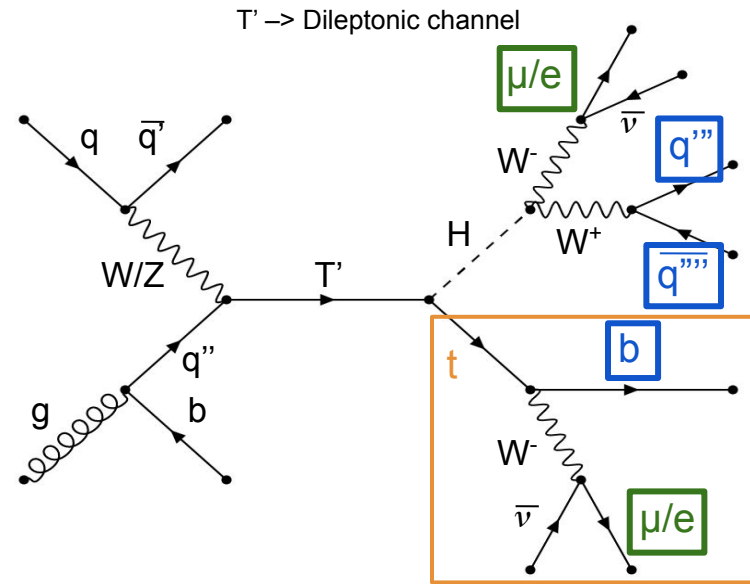 T’ –> Dileptonic channel
μ/e
ν̅
q
q̅'̅
W⁻
q’’’
W/Z
H
W⁺
q̅’̅’̅’̅’̅
T’
q’’
t
b
g
b
W⁻
ν̅
μ/e